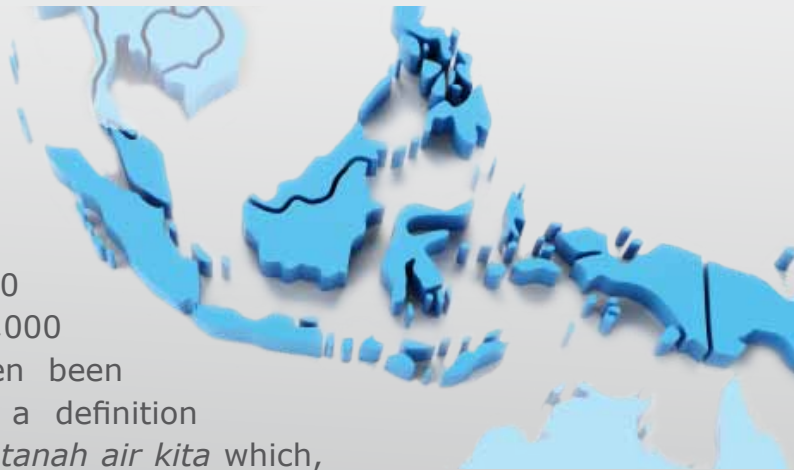 0
000
en been
a definition
tanah air kita which,